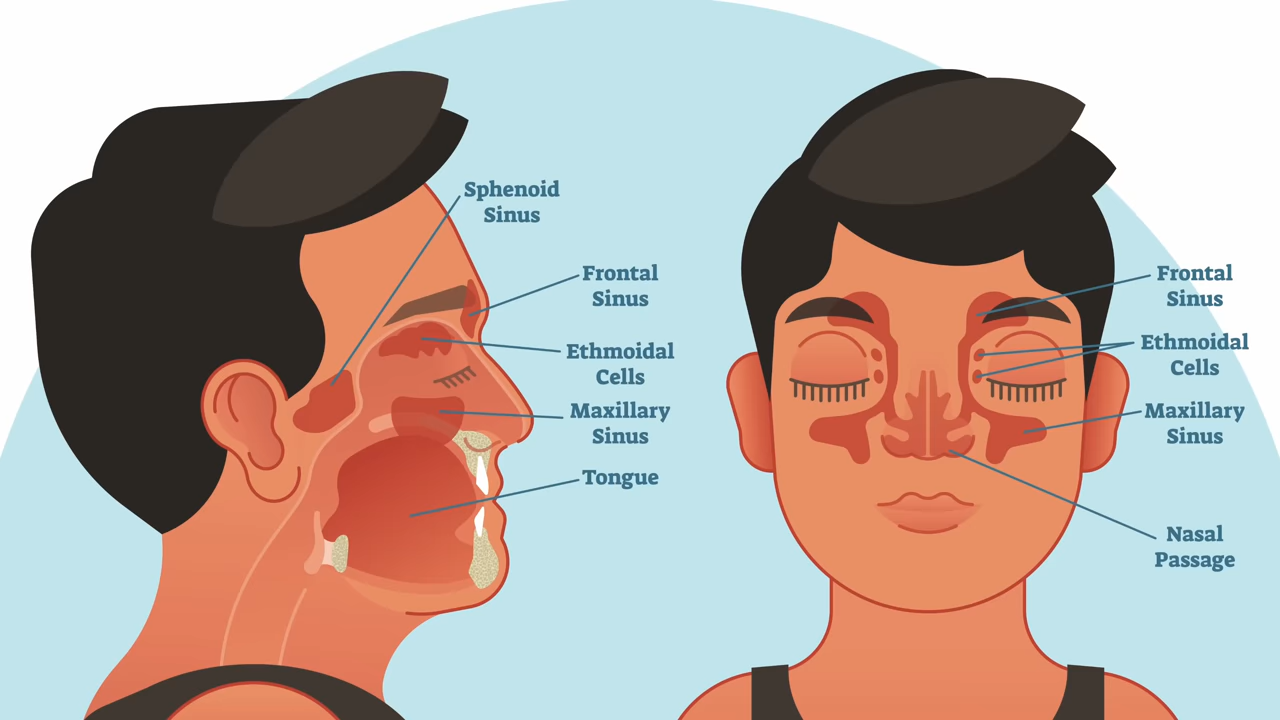 Sphenoid
Sinus
Frontal
Sinus
Ethmoidal
Cells
Maxillary
Sinus
Tongue
Frontal
Sinus
Ethmoidal
Cells
Maxillary
Sinus
Nasal
Passage